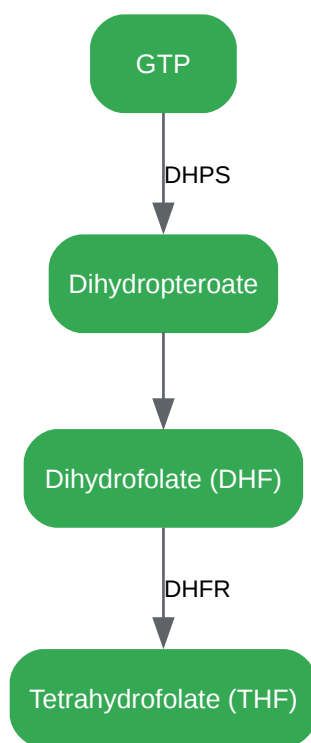 GTP
DHPS
Dihydropteroate
Dihydrofolate (DHF)
DHFR
Tetrahydrofolate (THF)